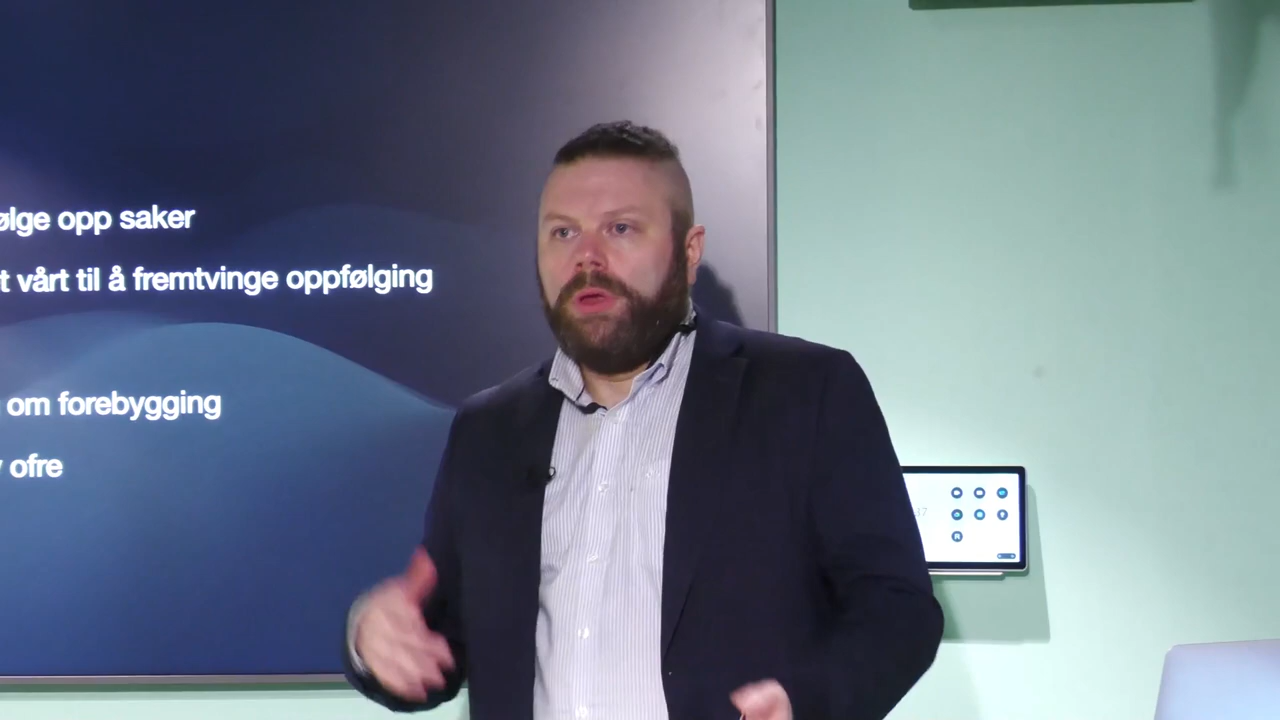 ølge opp saker
t vårt til å fremtvinge oppfølging
om forebygging
ofre